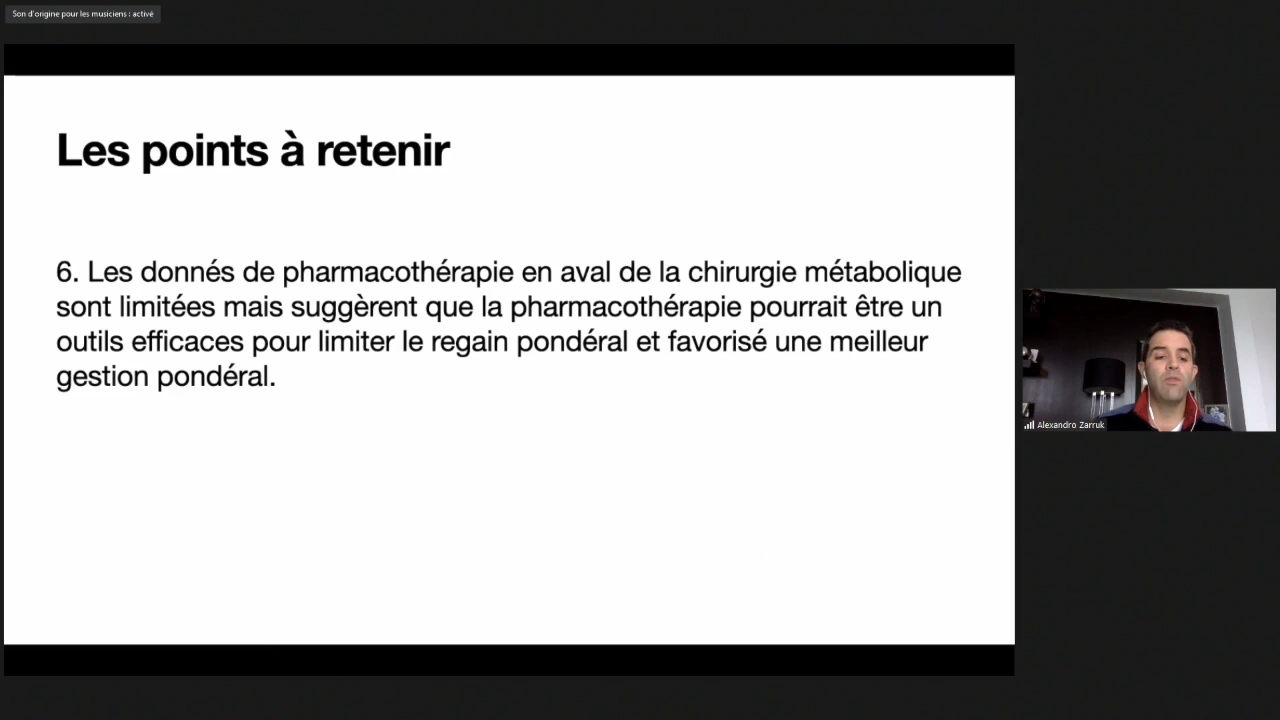 Son d'origine pour les musiciens : activé
Les points à retenir
6. Les donnés de pharmacothérapie en aval de la chirurgie métabolique
sont limitées mais suggèrent que la pharmacothérapie pourrait être un
outils efficaces pour limiter le regain pondéral et favorisé une meilleur
gestion pondéral.
Alexandro Zarruk